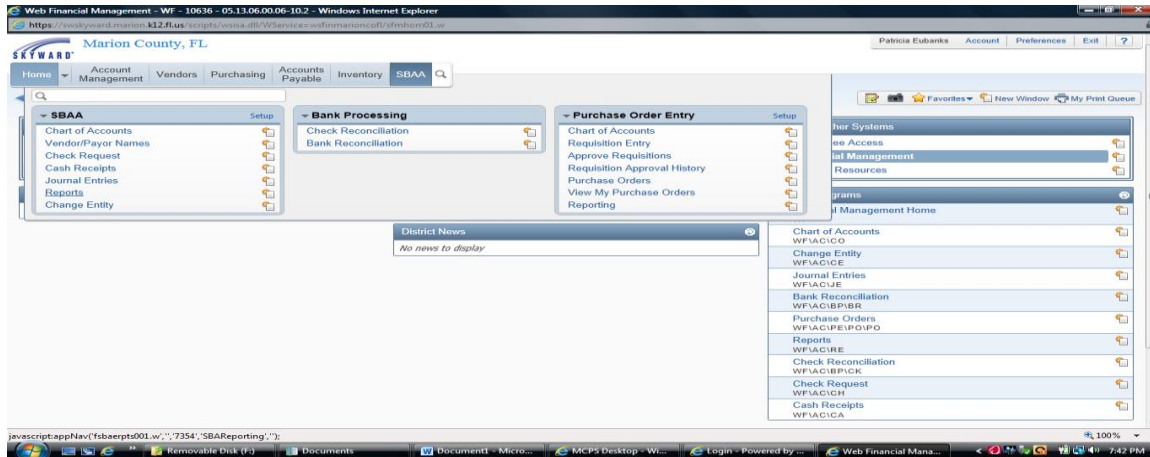 Web Financial Management - WF - 10636 - 05.13.06.00.06-10.2 - Windows Internet Explorer
https://swskyward.marion.k12.fl.us/scripts/wsisa.dll/WService=wsfinmarioncofl/sfmhom01.w
SKYWARD Marion County, FL
Patricia Eubanks Account Preferences Exit ?
Home Account Management Vendors Purchasing Accounts Payable Inventory SBAA
Favorites New Window My Print Queue
SBAA Setup
Chart of Accounts
Vendor/Payor Names
Check Request
Cash Receipts
Journal Entries
Reports
Change Entity
Bank Processing
Check Reconciliation
Bank Reconciliation
Purchase Order Entry Setup
Chart of Accounts
Requisition Entry
Approve Requisitions
Requisition Approval History
Purchase Orders
View My Purchase Orders
Reporting
her Systems
ee Access
ial Management
Resources
District News
No news to display
grams
l Management Home
Chart of Accounts
WF\AC\CO
Change Entity
WF\AC\CE
Journal Entries
WF\AC\JE
Bank Reconciliation
WF\AC\BP\BR
Purchase Orders
WF\AC\PE\PO\PO
Reports
WF\AC\RE
Check Reconciliation
WF\AC\BP\CK
Check Request
WF\AC\CH
Cash Receipts
WF\AC\CA
javascript:appNav('fsbaerpts001.w','','7354','SBAReporting','');
100%
Removable Disk (F:) Documents Document1 - Micro... MCPS Desktop - Wi... Login - Powered by ... Web Financial Mana... 7:42 PM